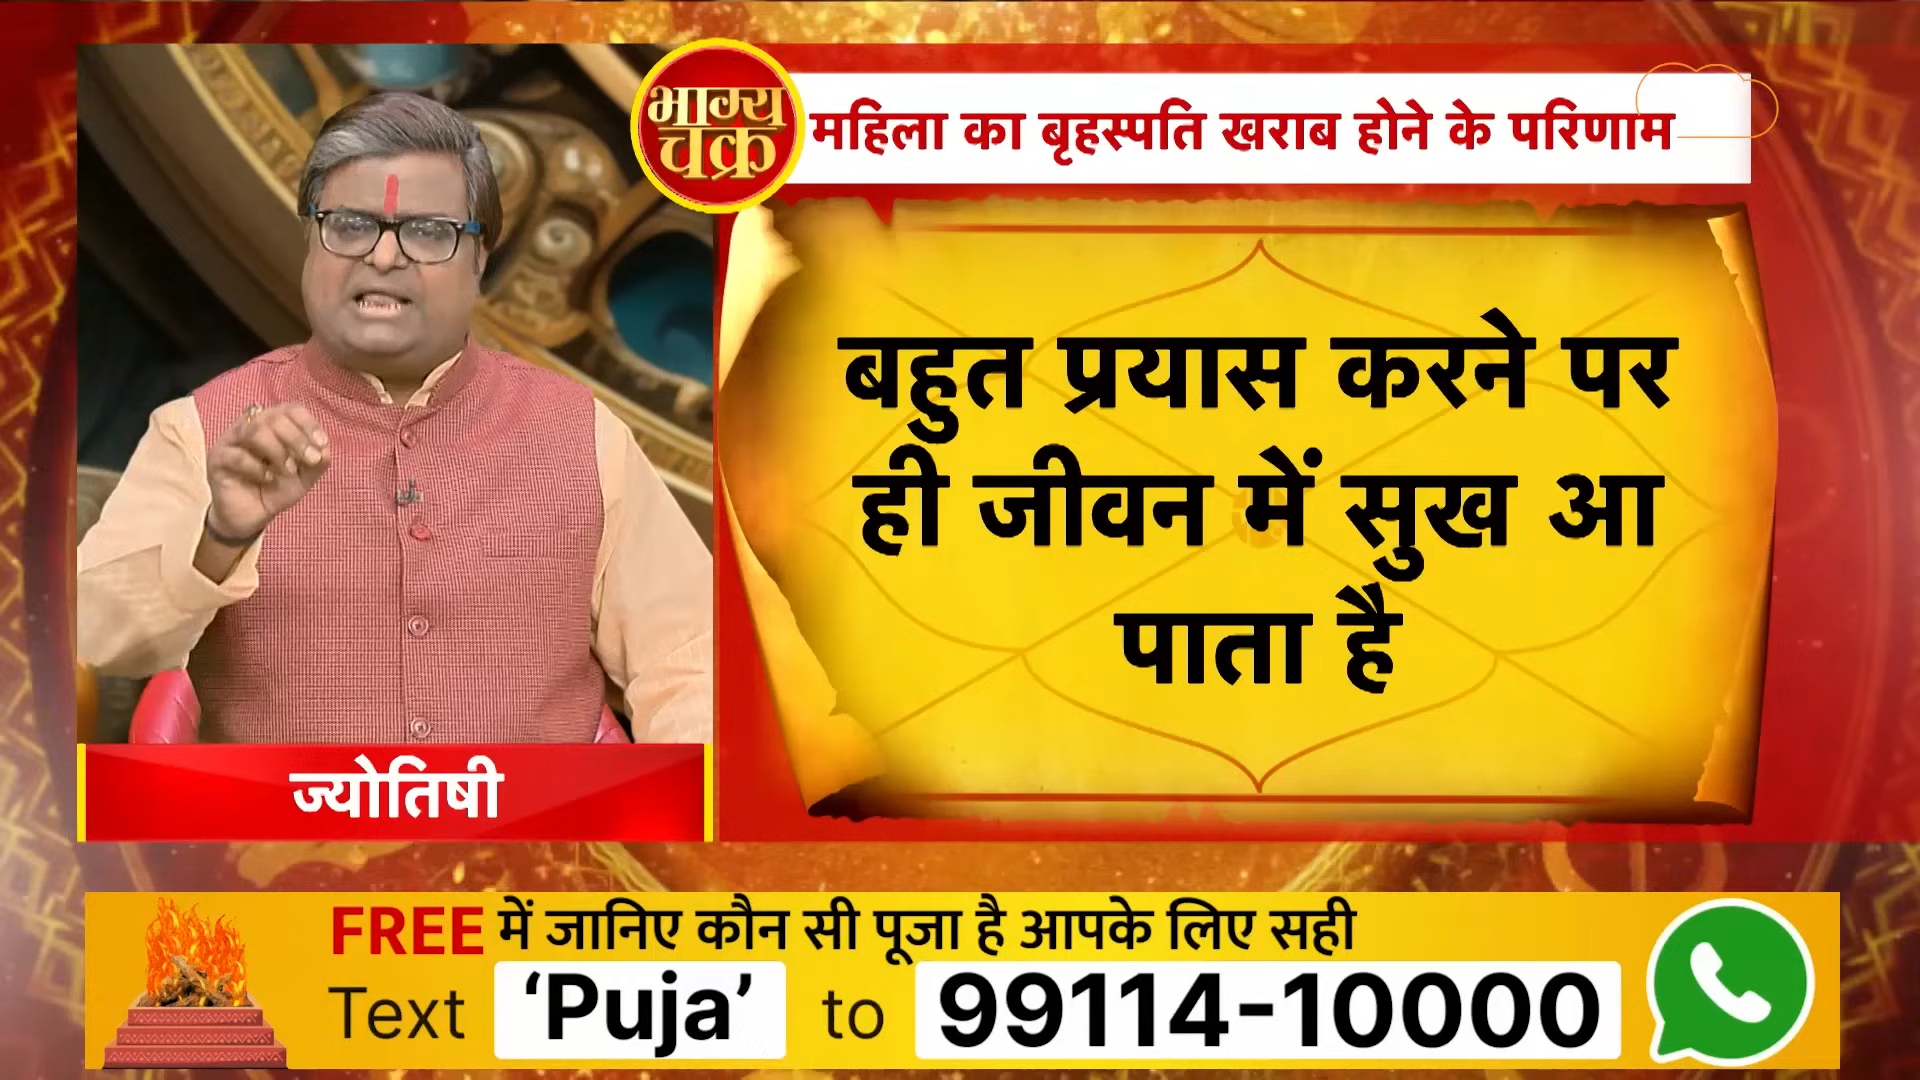 भाग्य
चक्र
महिला का बृहस्पति खराब होने के परिणाम
बहुत प्रयास करने पर
ही जीवन में सुख आ
पाता है
ज्योतिषी
FREE में जानिए कौन सी पूजा है आपके लिए सही
Text ‘Puja’ to 99114-10000